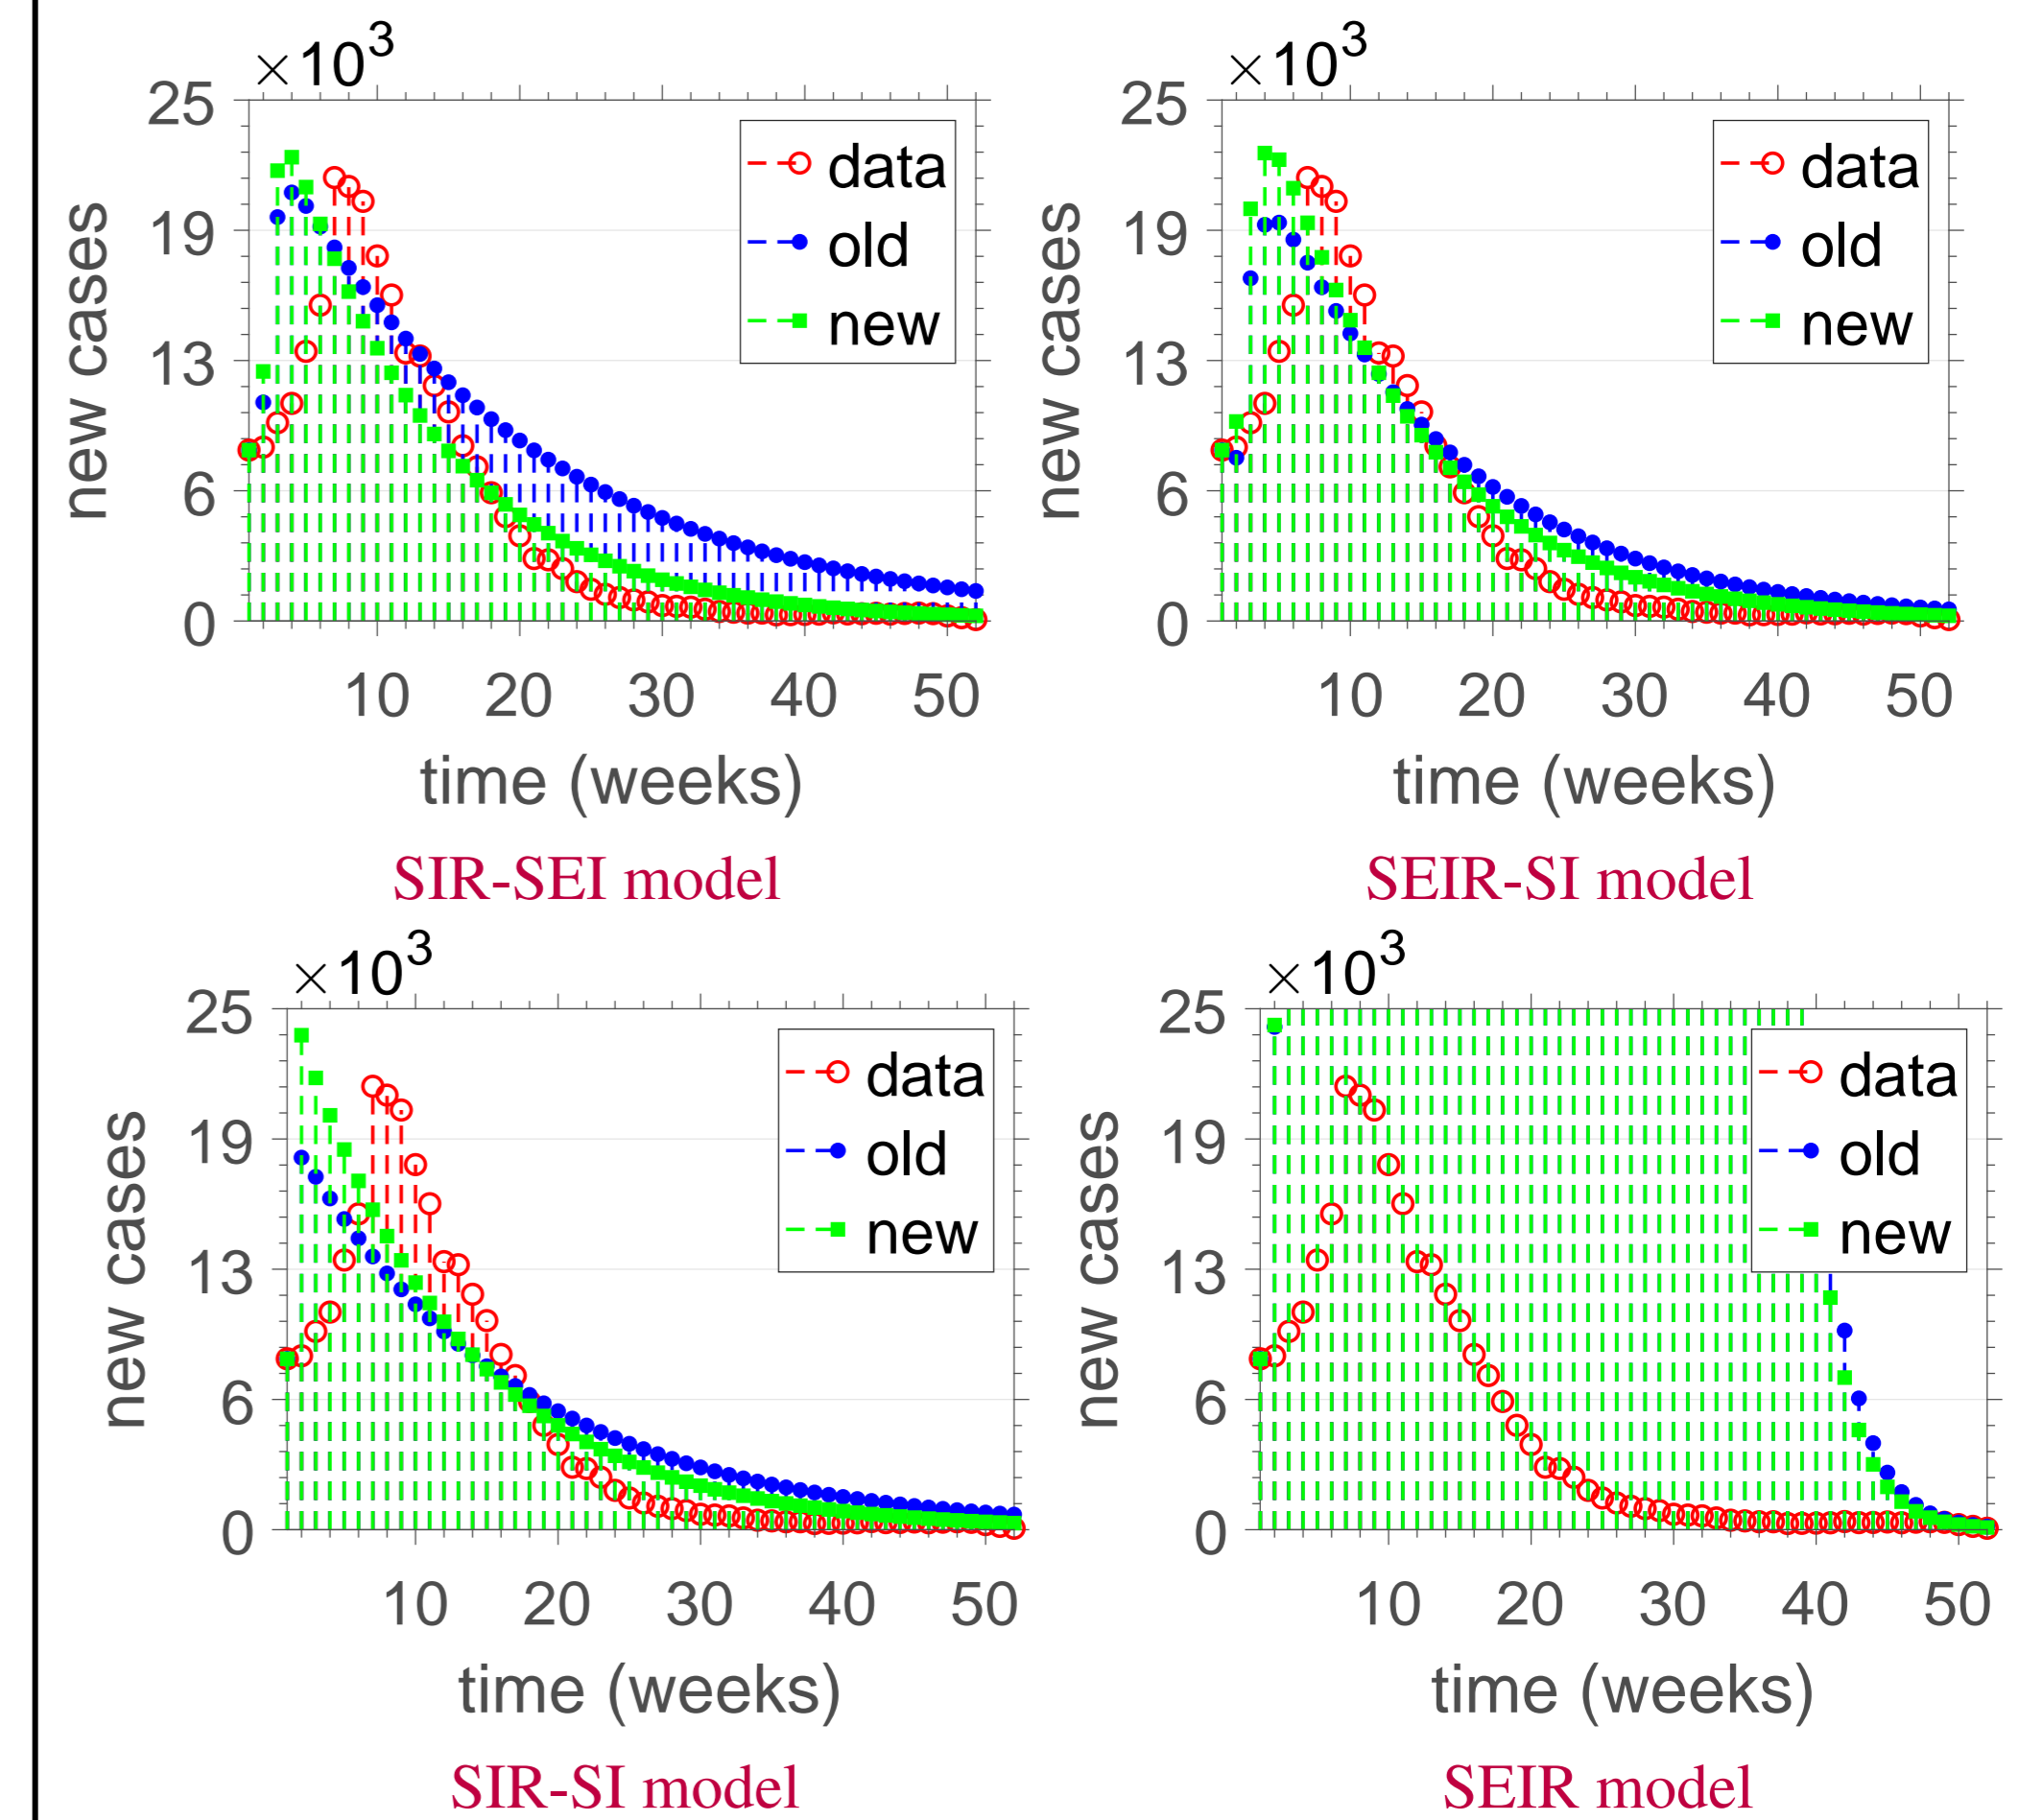 ×10³
25
19
13
6
0
new cases
data
old
new
10 20 30 40 50
time (weeks)
SIR-SEI model
×10³
25
19
13
6
0
new cases
data
old
new
10 20 30 40 50
time (weeks)
SEIR-SI model
×10³
25
19
13
6
0
new cases
data
old
new
10 20 30 40 50
time (weeks)
SIR-SI model
×10³
25
19
13
6
0
new cases
data
old
new
10 20 30 40 50
time (weeks)
SEIR model